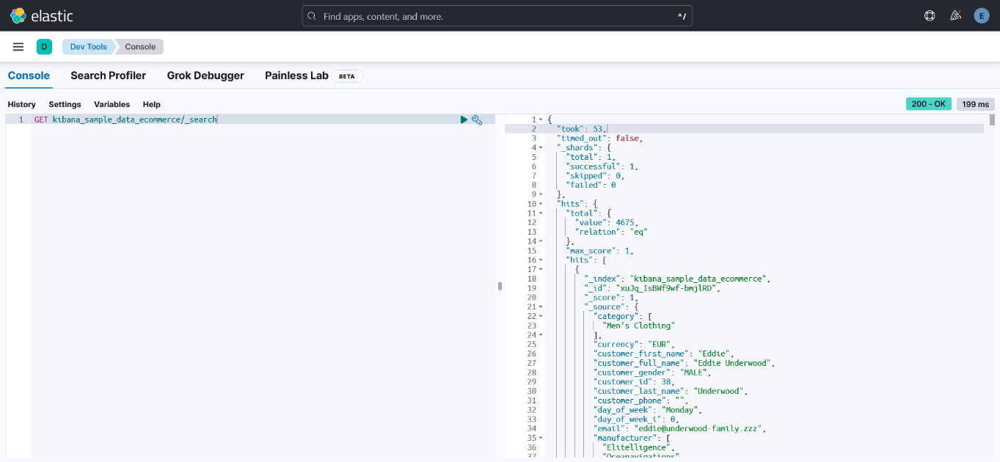 elastic
Find apps, content, and more.
^/
E
D
Dev Tools
Console
Console
Search Profiler
Grok Debugger
Painless Lab
BETA
History
Settings
Variables
Help
200 - OK
199 ms
1 GET kibana_sample_data_ecommerce/_search
1 {
2 "took": 53,
3 "timed_out": false,
4 "_shards": {
5 "total": 1,
6 "successful": 1,
7 "skipped": 0,
8 "failed": 0
9 },
10 "hits": {
11 "total": {
12 "value": 4675,
13 "relation": "eq"
14 },
15 "max_score": 1,
16 "hits": [
17 {
18 "_index": "kibana_sample_data_ecommerce",
19 "_id": "xuJq_IsBWf9wf-bmjlRD",
20 "_score": 1,
21 "_source": {
22 "category": [
23 "Men's Clothing"
24 ],
25 "currency": "EUR",
26 "customer_first_name": "Eddie",
27 "customer_full_name": "Eddie Underwood",
28 "customer_gender": "MALE",
29 "customer_id": 38,
30 "customer_last_name": "Underwood",
31 "customer_phone": "",
32 "day_of_week": "Monday",
33 "day_of_week_i": 0,
34 "email": "eddie@underwood-family.zzz",
35 "manufacturer": [
36 "Elitelligence",
37 "Oceanavigations"